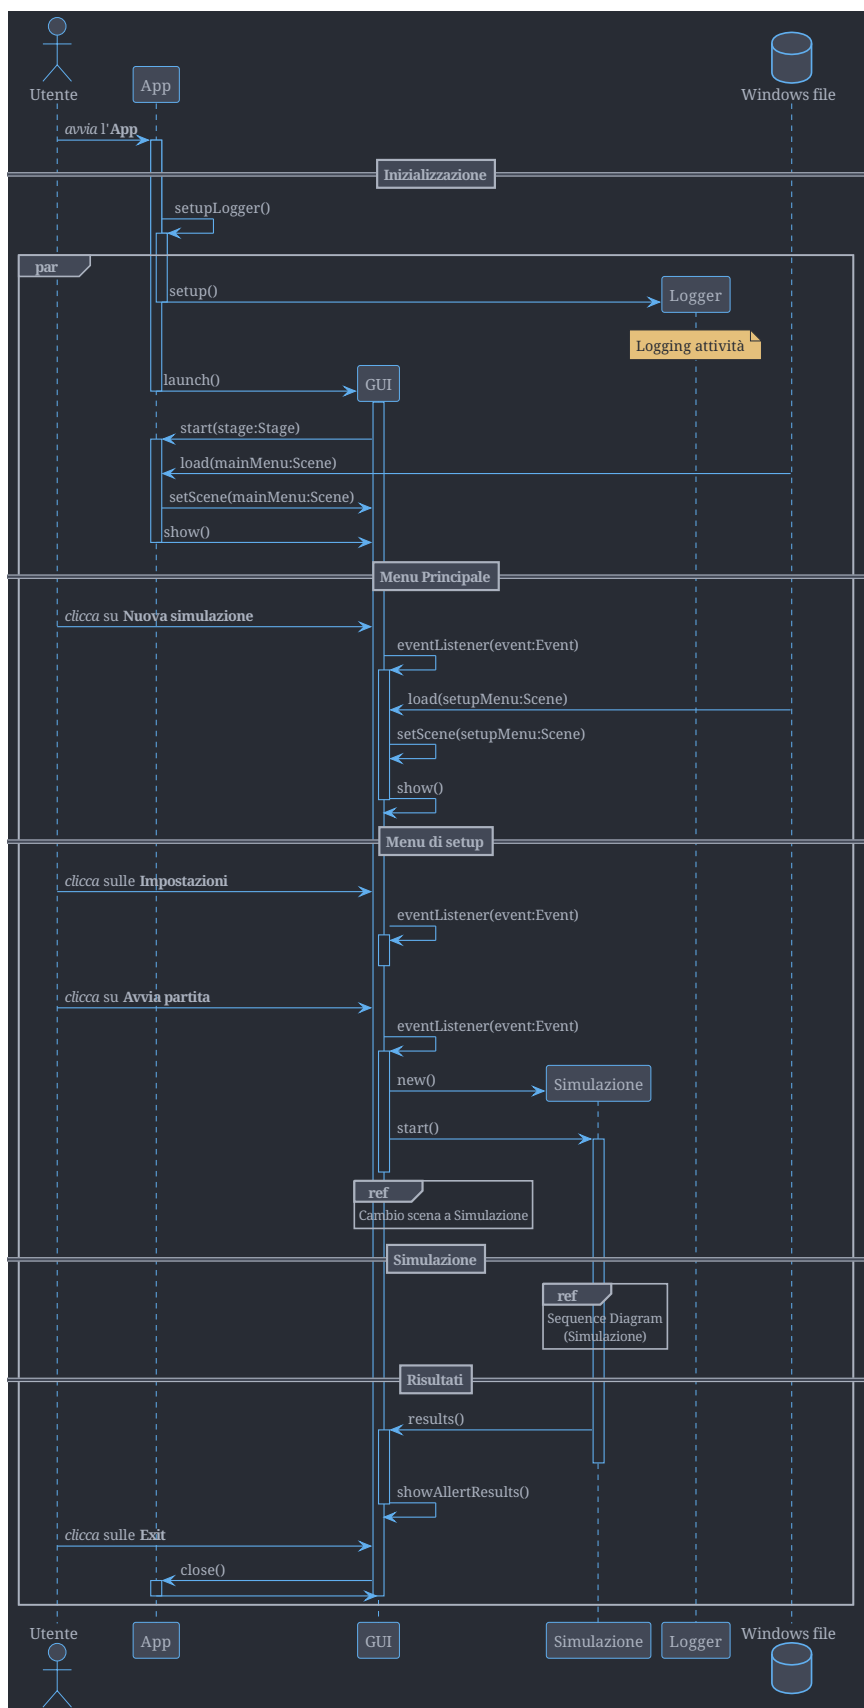 Utente
App
Windows file
avvia l'App
Inizializzazione
setupLogger()
par
setup()
Logger
Logging attività
launch()
GUI
start(stage:Stage)
load(mainMenu:Scene)
setScene(mainMenu:Scene)
show()
Menu Principale
clicca su Nuova simulazione
eventListener(event:Event)
load(setupMenu:Scene)
setScene(setupMenu:Scene)
show()
Menu di setup
clicca sulle Impostazioni
eventListener(event:Event)
clicca su Avvia partita
eventListener(event:Event)
new()
Simulazione
start()
ref
Cambio scena a Simulazione
Simulazione
ref
Sequence Diagram
(Simulazione)
Risultati
results()
showAllertResults()
clicca sulle Exit
close()
Utente
App
GUI
Simulazione
Logger
Windows file